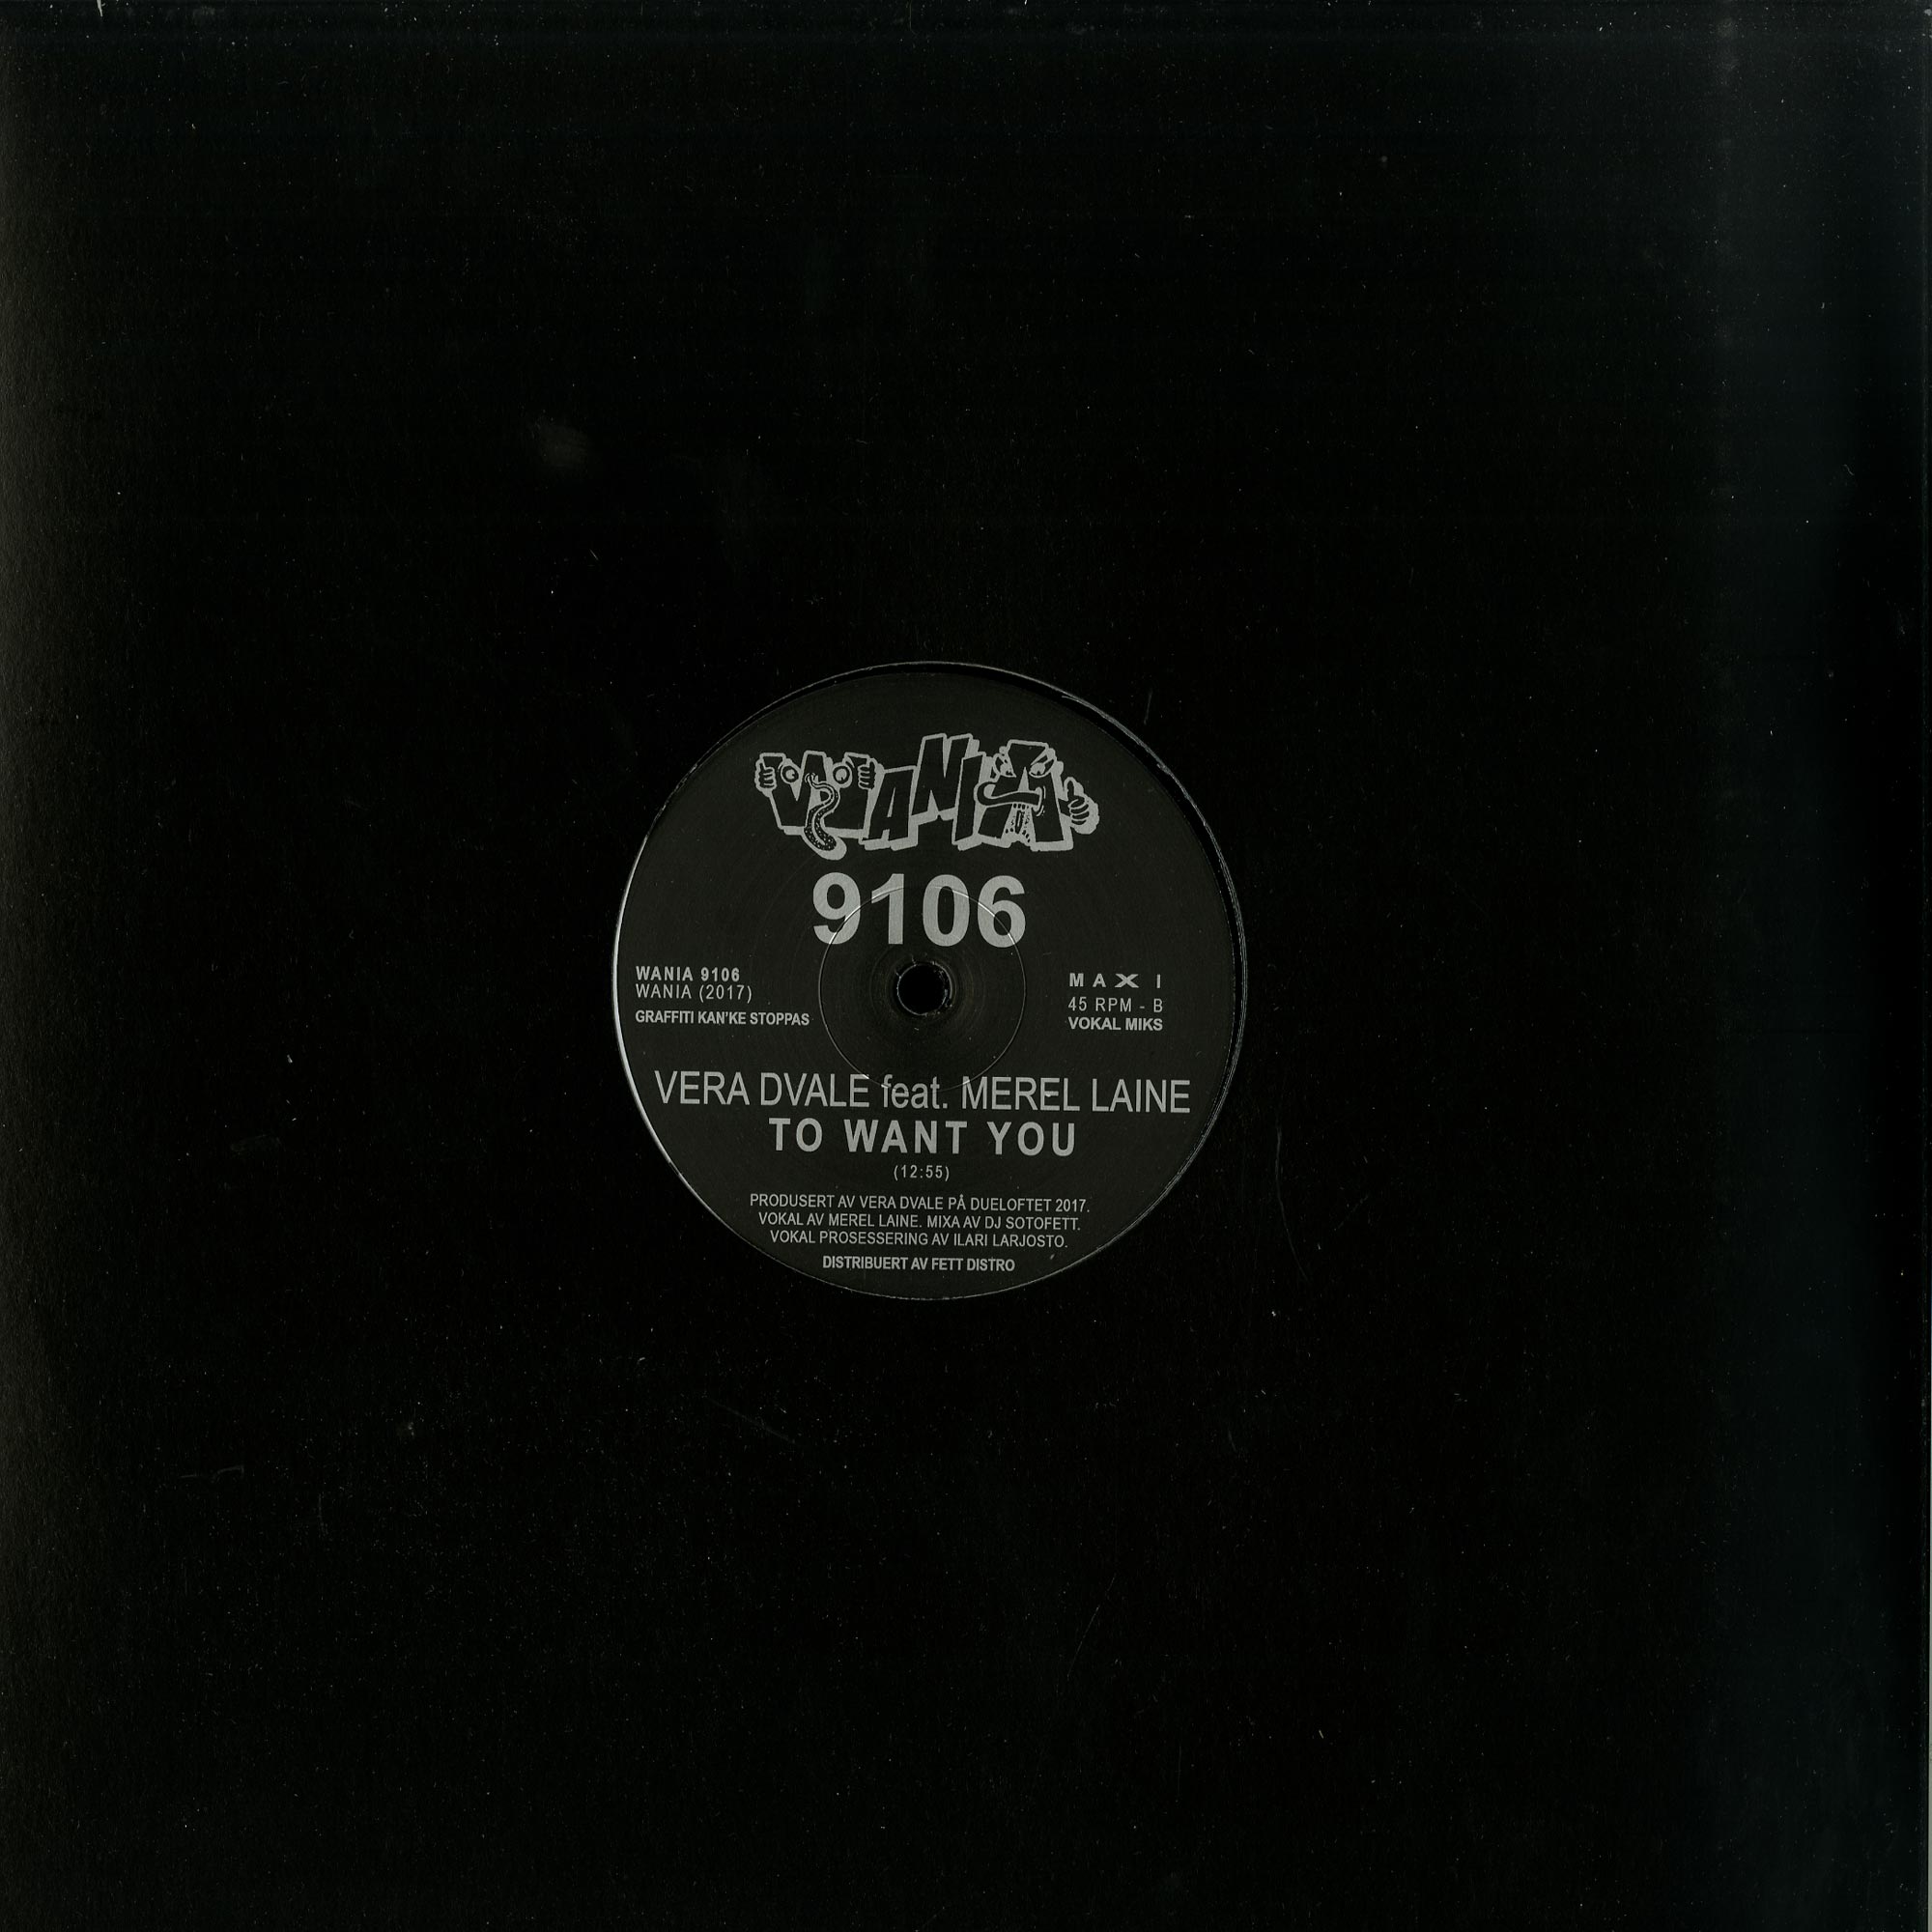 WANIA
9106
WANIA 9106
WANIA (2017)
GRAFFITI KAN'KE STOPPAS
MAXI
45 RPM - B
VOKAL MIKS
VERA DVALE feat. MEREL LAINE
TO WANT YOU
(12:55)
PRODUSERT AV VERA DVALE PÅ DUELOFTET 2017.
VOKAL AV MEREL LAINE. MIXA AV DJ SOTOFETT.
VOKAL PROSESSERING AV ILARI LARJOSTO.
DISTRIBUERT AV FETT DISTRO